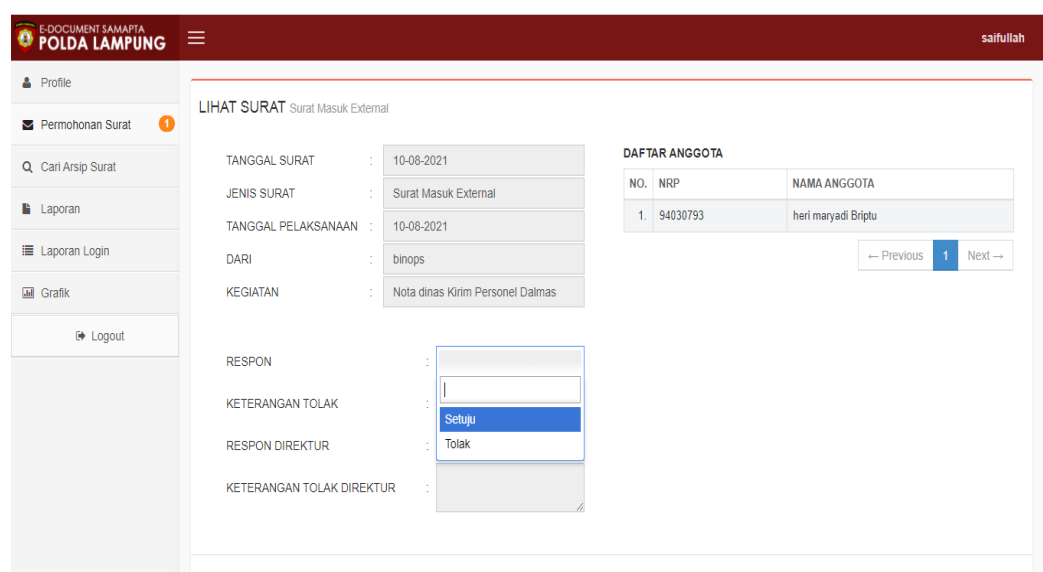 E-DOCUMENT SAMAPTA
POLDA LAMPUNG
saifullah
Profile
Permohonan Surat 1
Cari Arsip Surat
Laporan
Laporan Login
Grafik
Logout
LIHAT SURAT Surat Masuk External
TANGGAL SURAT : 10-08-2021
JENIS SURAT : Surat Masuk External
TANGGAL PELAKSANAAN : 10-08-2021
DARI : binops
KEGIATAN : Nota dinas Kirim Personel Dalmas
RESPON :
KETERANGAN TOLAK :
Setuju
Tolak
RESPON DIREKTUR :
KETERANGAN TOLAK DIREKTUR :
DAFTAR ANGGOTA
NO. NRP NAMA ANGGOTA
1. 94030793 heri maryadi Briptu
← Previous 1 Next →